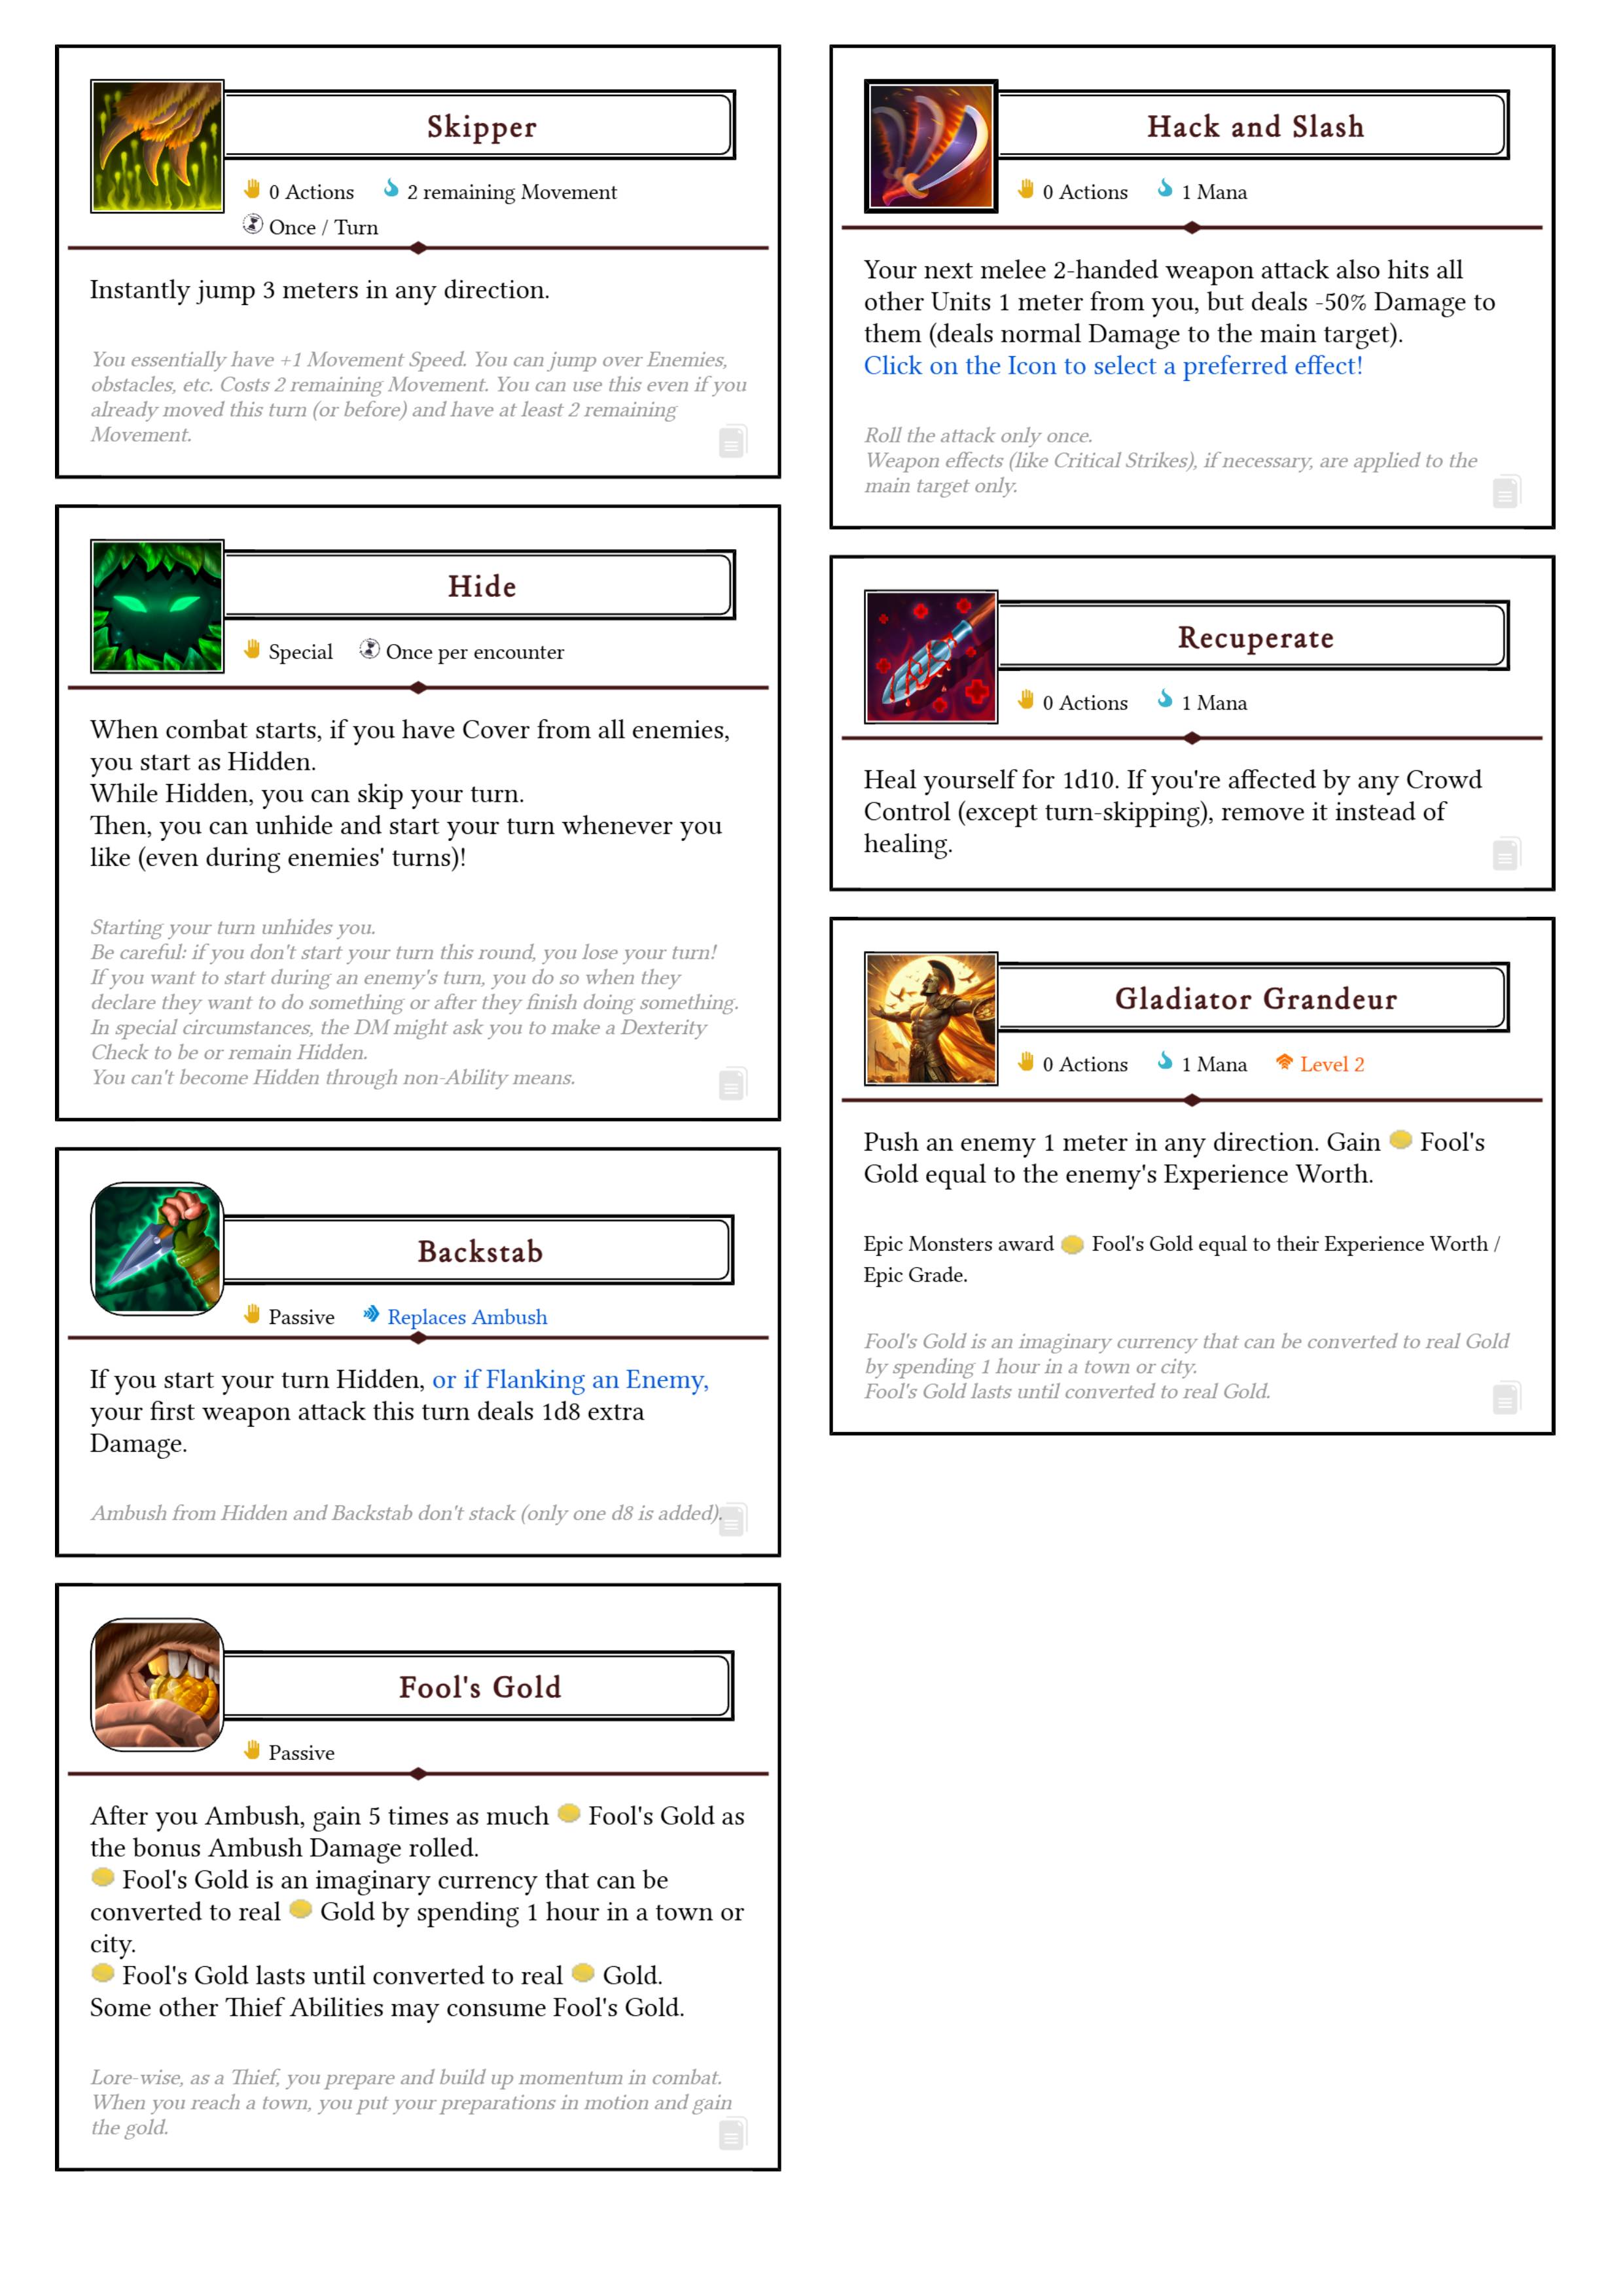 Skipper
0 Actions 2 remaining Movement
Once / Turn
Instantly jump 3 meters in any direction.
You essentially have +1 Movement Speed. You can jump over Enemies,
obstacles, etc. Costs 2 remaining Movement. You can use this even if you
already moved this turn (or before) and have at least 2 remaining
Movement.
Hide
Special Once per encounter
When combat starts, if you have Cover from all enemies,
you start as Hidden.
While Hidden, you can skip your turn.
Then, you can unhide and start your turn whenever you
like (even during enemies' turns)!
Starting your turn unhides you.
Be careful: if you don't start your turn this round, you lose your turn!
If you want to start during an enemy's turn, you do so when they
declare they want to do something or after they finish doing something.
In special circumstances, the DM might ask you to make a Dexterity
Check to be or remain Hidden.
You can't become Hidden through non-Ability means.
Backstab
Passive Replaces Ambush
If you start your turn Hidden, or if Flanking an Enemy,
your first weapon attack this turn deals 1d8 extra
Damage.
Ambush from Hidden and Backstab don't stack (only one d8 is added).
Fool's Gold
Passive
After you Ambush, gain 5 times as much Fool's Gold as
the bonus Ambush Damage rolled.
Fool's Gold is an imaginary currency that can be
converted to real Gold by spending 1 hour in a town or
city.
Fool's Gold lasts until converted to real Gold.
Some other Thief Abilities may consume Fool's Gold.
Lore-wise, as a Thief, you prepare and build up momentum in combat.
When you reach a town, you put your preparations in motion and gain
the gold.
Hack and Slash
0 Actions 1 Mana
Your next melee 2-handed weapon attack also hits all
other Units 1 meter from you, but deals -50% Damage to
them (deals normal Damage to the main target).
Click on the Icon to select a preferred effect!
Roll the attack only once.
Weapon effects (like Critical Strikes), if necessary, are applied to the
main target only.
Recuperate
0 Actions 1 Mana
Heal yourself for 1d10. If you're affected by any Crowd
Control (except turn-skipping), remove it instead of
healing.
Gladiator Grandeur
0 Actions 1 Mana Level 2
Push an enemy 1 meter in any direction. Gain Fool's
Gold equal to the enemy's Experience Worth.
Epic Monsters award Fool's Gold equal to their Experience Worth /
Epic Grade.
Fool's Gold is an imaginary currency that can be converted to real Gold
by spending 1 hour in a town or city.
Fool's Gold lasts until converted to real Gold.